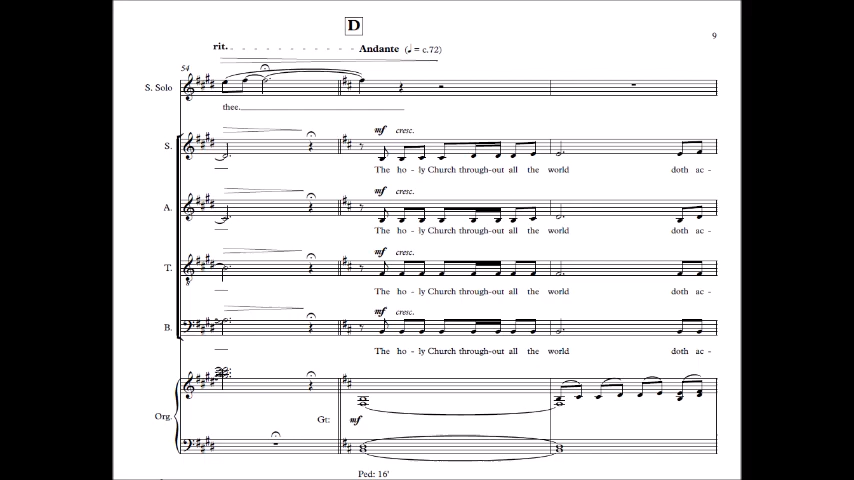 D
rit.
Andante (♩ = c.72)
9
54
S. Solo
thee.
mf cresc.
S.
The ho - ly Church through-out all the world doth ac -
mf cresc.
A.
The ho - ly Church through-out all the world doth ac -
mf cresc.
T.
The ho - ly Church through-out all the world doth ac -
mf cresc.
B.
The ho - ly Church through-out all the world doth ac -
Org.
Gt: mf
Ped: 16'